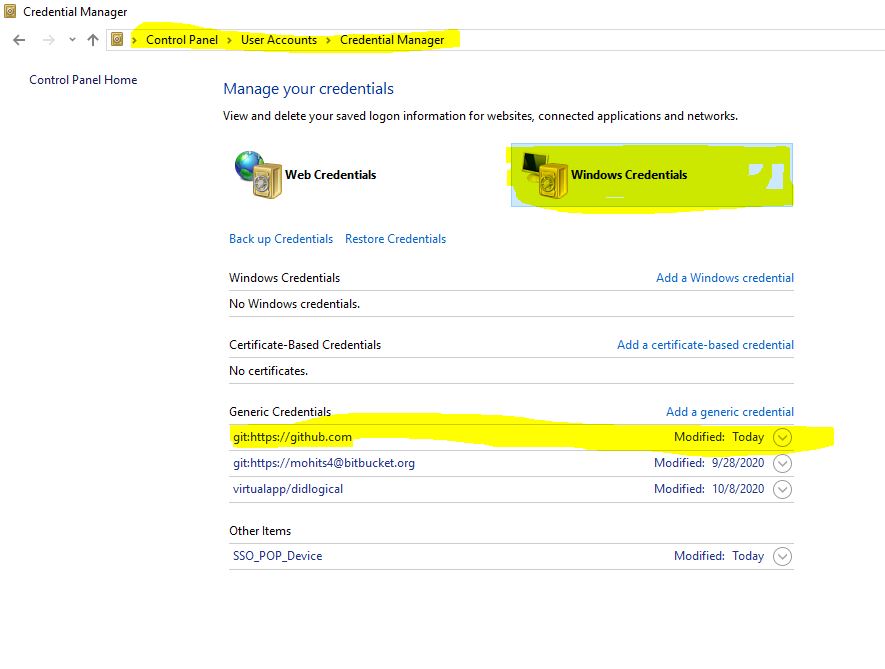 Credential Manager
Control Panel > User Accounts > Credential Manager
Control Panel Home
Manage your credentials
View and delete your saved logon information for websites, connected applications and networks.
Web Credentials Windows Credentials
Back up Credentials Restore Credentials
Windows Credentials Add a Windows credential
No Windows credentials.
Certificate-Based Credentials Add a certificate-based credential
No certificates.
Generic Credentials Add a generic credential
git:https://github.com Modified: Today
git:https://mohits4@bitbucket.org Modified: 9/28/2020
virtualapp/didlogical Modified: 10/8/2020
Other Items
SSO_POP_Device Modified: Today